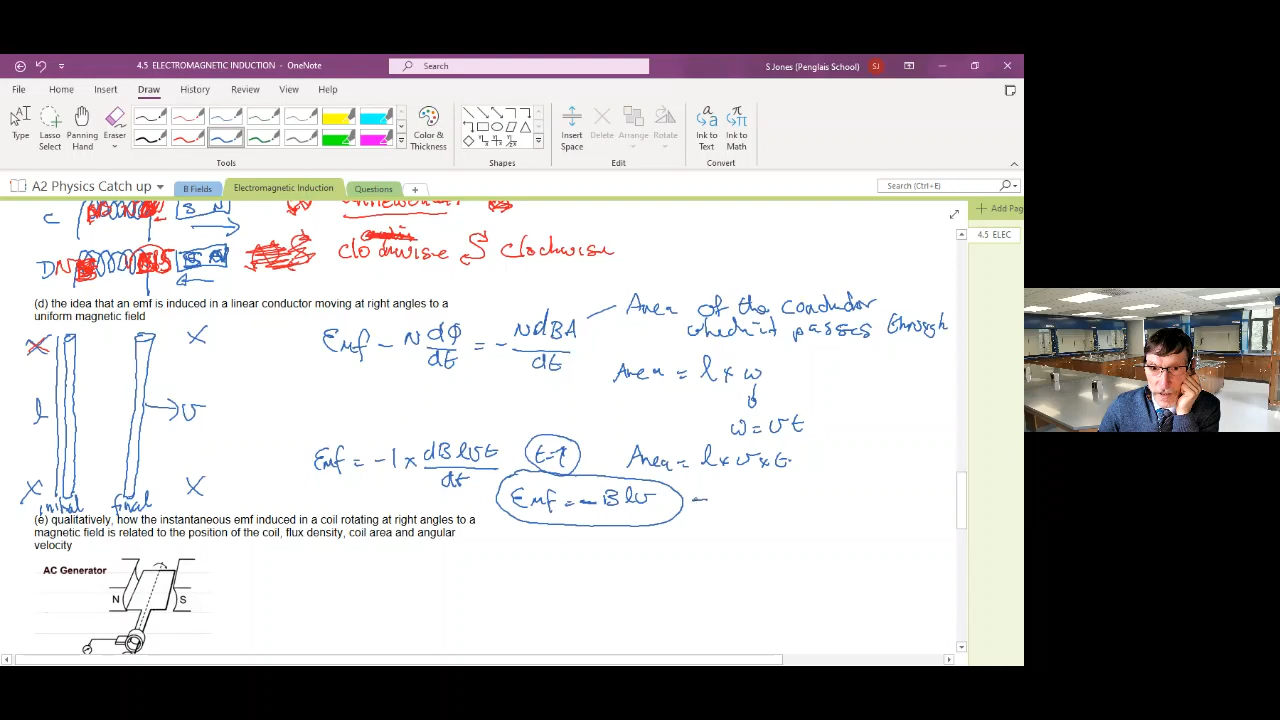 4.5 ELECTROMAGNETIC INDUCTION - OneNote
Search
S Jones (Penglais School)
SJ
File Home Insert Draw History Review View Help
Type
Lasso Select
Panning Hand
Eraser
Color & Thickness
Insert Space
Delete
Arrange
Rotate
Ink to Text
Ink to Math
Tools
Shapes
Edit
Convert
A2 Physics Catch up
B Fields
Electromagnetic Induction
Questions
Search (Ctrl+E)
Add Pag
4.5 ELEC
C S N
D N S
clockwise S clockwise
(d) the idea that an emf is induced in a linear conductor moving at right angles to a
uniform magnetic field
Area of the conductor
when it passes through
Emf - N dΦ/dt = - NdBA/dt
Area = l x w
w = vt
X X
l v
X X
initial final
Emf = -1 x dBlvt/dt t=1
Area = l x v x t
Emf = - Blv -
(e) qualitatively, how the instantaneous emf induced in a coil rotating at right angles to a
magnetic field is related to the position of the coil, flux density, coil area and angular
velocity
AC Generator
N S